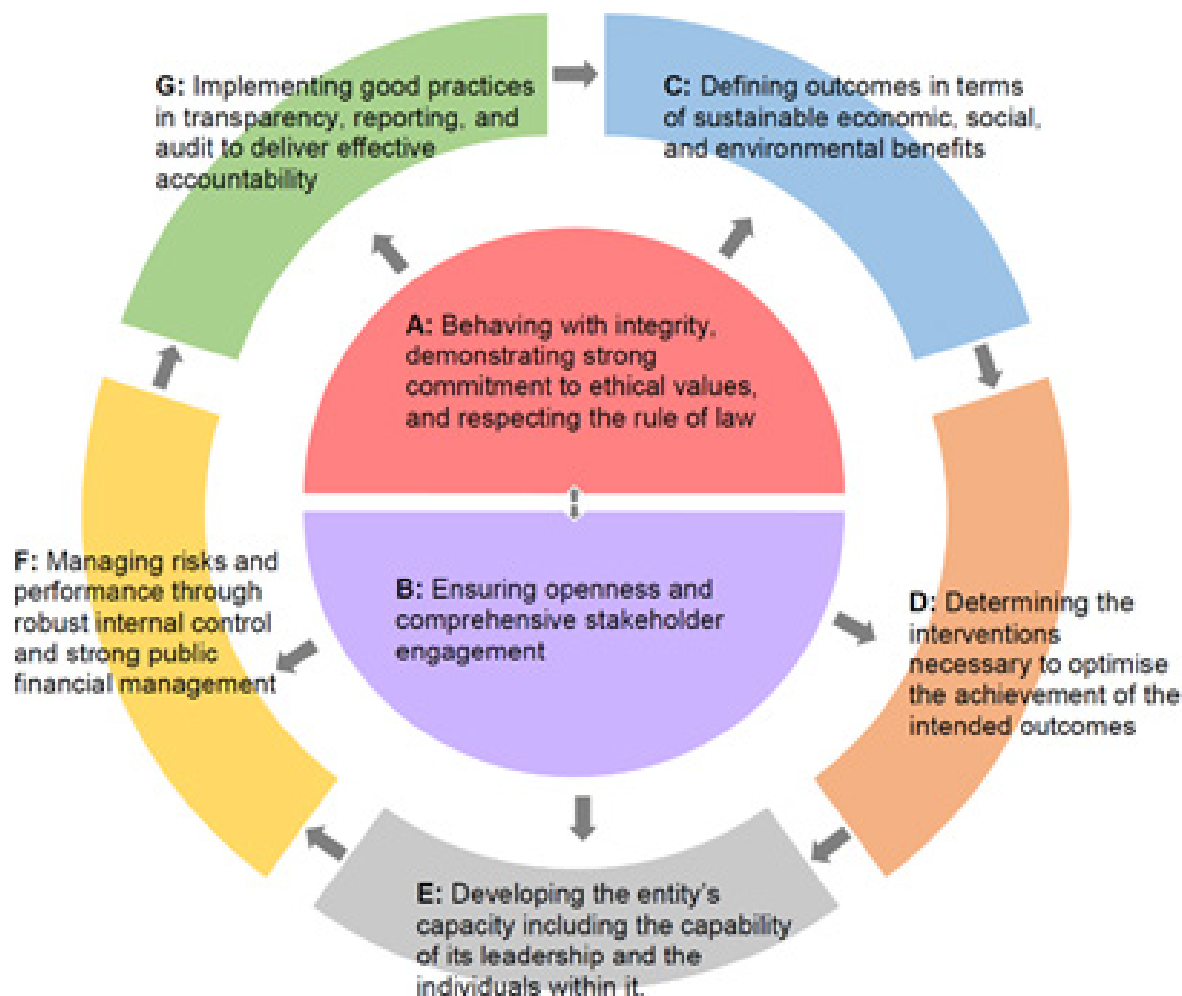 G: Implementing good practices
in transparency, reporting, and
audit to deliver effective
accountability
C: Defining outcomes in terms
of sustainable economic, social,
and environmental benefits
A: Behaving with integrity,
demonstrating strong
commitment to ethical values,
and respecting the rule of law
B: Ensuring openness and
comprehensive stakeholder
engagement
F: Managing risks and
performance through
robust internal control
and strong public
financial management
D: Determining the
interventions
necessary to optimise
the achievement of the
intended outcomes
E: Developing the entity's
capacity including the capability
of its leadership and the
individuals within it.